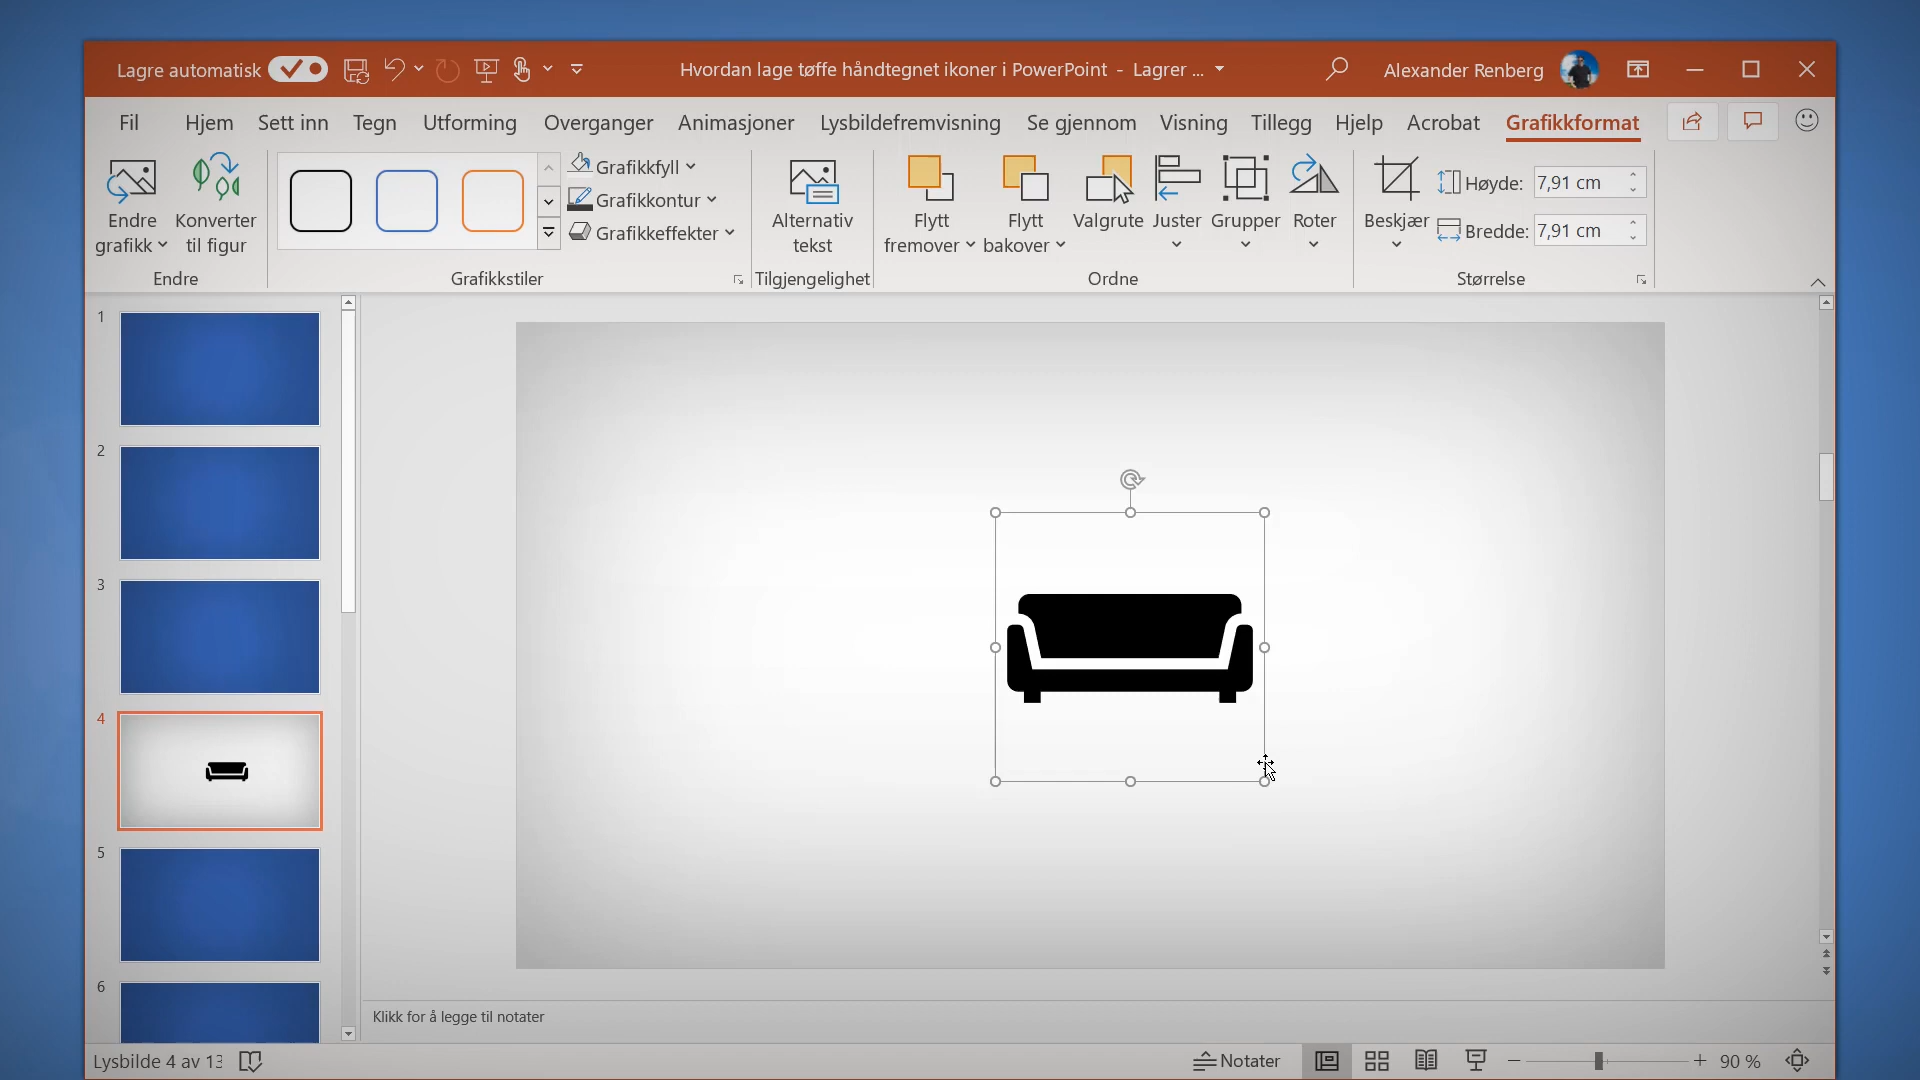 Lagre automatisk
Hvordan lage tøffe håndtegnet ikoner i PowerPoint - Lagrer ...
Alexander Renberg
Fil Hjem Sett inn Tegn Utforming Overganger Animasjoner Lysbildefremvisning Se gjennom Visning Tillegg Hjelp Acrobat Grafikkformat
Endre grafikk
Konverter til figur
Endre
Grafikkfyll
Grafikkontur
Grafikkeffekter
Grafikkstiler
Alternativ tekst
Tilgjengelighet
Flytt fremover
Flytt bakover
Valgrute
Juster
Grupper
Roter
Ordne
Beskjær
Høyde: 7,91 cm
Bredde: 7,91 cm
Størrelse
1
2
3
4
5
6
Klikk for å legge til notater
Lysbilde 4 av 13
Notater
90 %